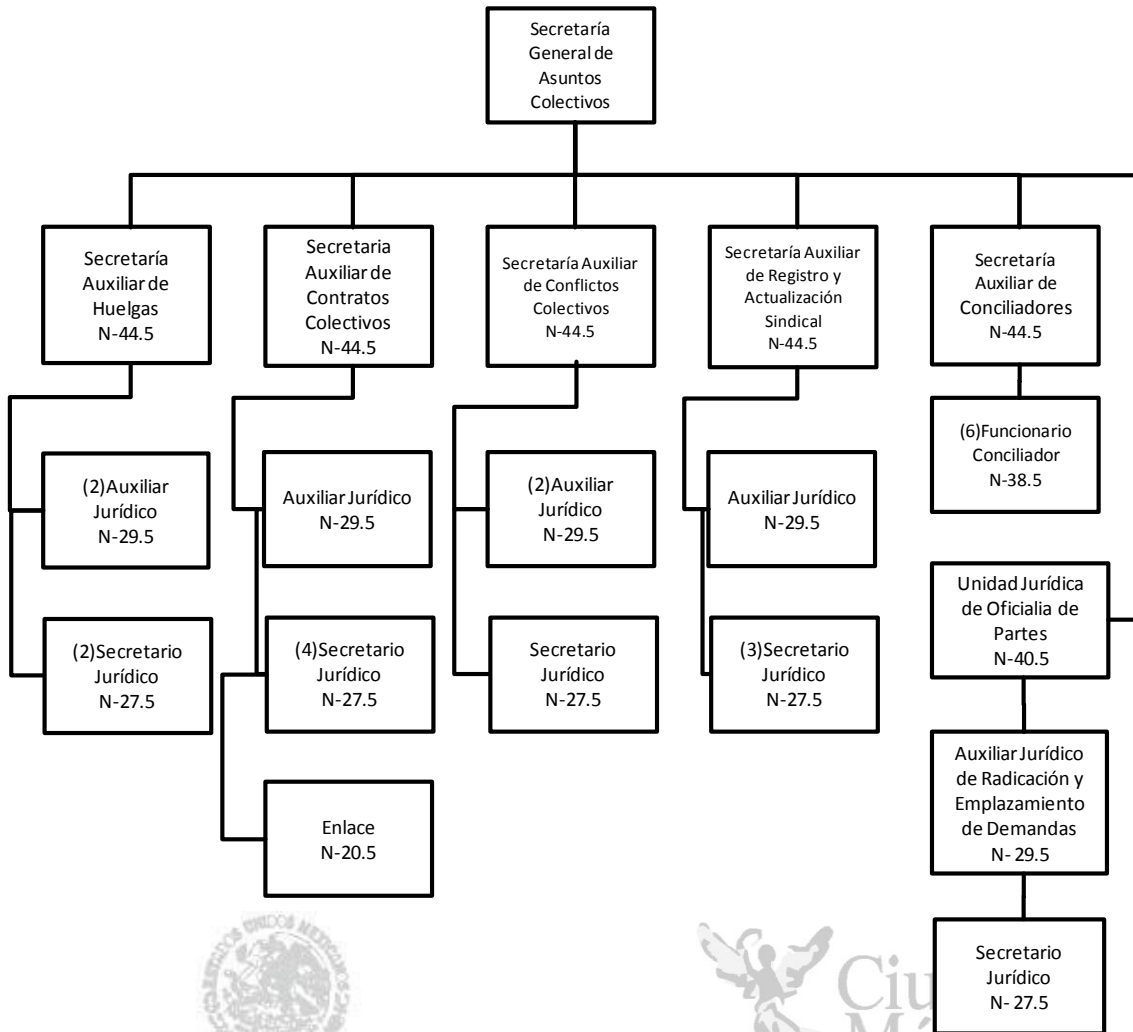 Secretaría
General de
Asuntos
Colectivos
Secretaría
Auxiliar de
Huelgas
N-44.5
Secretaria
Auxiliar de
Contratos
Colectivos
N-44.5
Secretaría Auxiliar
de Conflictos
Colectivos
N-44.5
Secretaría Auxiliar
de Registro y
Actualización
Sindical
N-44.5
Secretaría
Auxiliar de
Conciliadores
N-44.5
(2)Auxiliar
Jurídico
N-29.5
Auxiliar Jurídico
N-29.5
(2)Auxiliar
Jurídico
N-29.5
Auxiliar Jurídico
N-29.5
(6)Funcionario
Conciliador
N-38.5
(2)Secretario
Jurídico
N-27.5
(4)Secretario
Jurídico
N-27.5
Secretario
Jurídico
N-27.5
(3)Secretario
Jurídico
N-27.5
Unidad Jurídica
de Oficialia de
Partes
N-40.5
Enlace
N-20.5
Auxiliar Jurídico
de Radicación y
Emplazamiento
de Demandas
N- 29.5
Secretario
Jurídico
N- 27.5
ESTADOS UNIDOS MEXICANOS